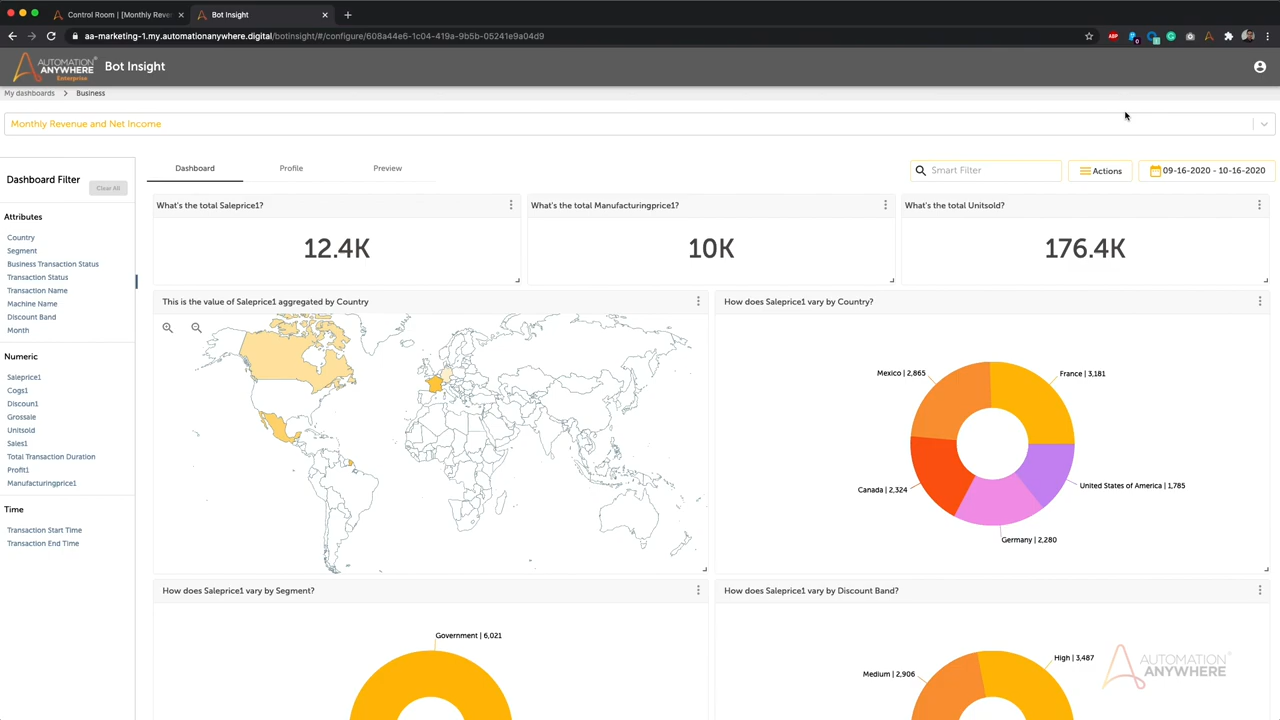 Control Room | [Monthly Reve
Bot Insight
aa-marketing-1.my.automationanywhere.digital/botinsight/#/configure/608a44e6-1c04-419a-9b5b-05241e9a04d9
ABP
0
1
AUTOMATION
ANYWHERE
Enterprise
Bot Insight
My dashboards > Business
Monthly Revenue and Net Income
Dashboard Filter
Clear All
Attributes
Country
Segment
Business Transaction Status
Transaction Status
Transaction Name
Machine Name
Discount Band
Month
Numeric
Saleprice1
Cogs1
Discoun1
Grossale
Unitsold
Sales1
Total Transaction Duration
Profit1
Manufacturingprice1
Time
Transaction Start Time
Transaction End Time
Dashboard
Profile
Preview
Smart Filter
Actions
09-16-2020 - 10-16-2020
What's the total Saleprice1?
12.4K
What's the total Manufacturingprice1?
10K
What's the total Unitsold?
176.4K
This is the value of Saleprice1 aggregated by Country
How does Saleprice1 vary by Country?
Mexico | 2,865
France | 3,181
Canada | 2,324
United States of America | 1,785
Germany | 2,280
How does Saleprice1 vary by Segment?
Government | 6,021
How does Saleprice1 vary by Discount Band?
Medium | 2,906
High | 3,487
AUTOMATION
ANYWHERE